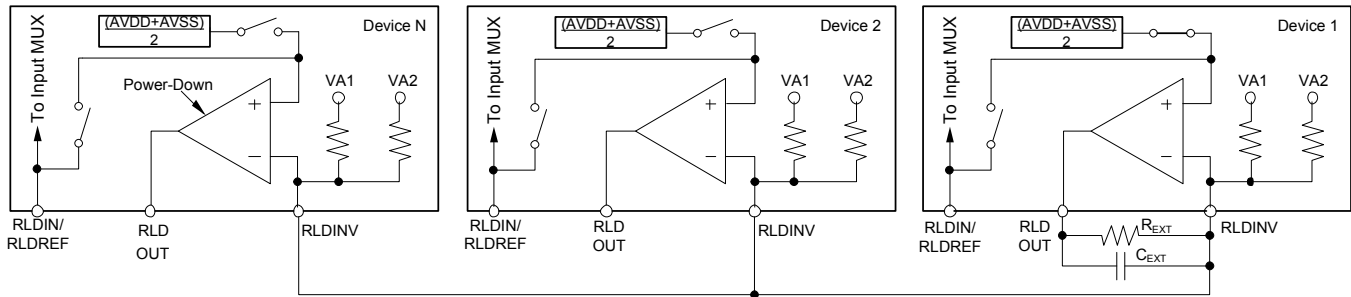 Device N
(AVDD+AVSS)
2
To Input MUX
Power-Down
VA1
VA2
+
−
RLDIN/
RLDREF
RLD
OUT
RLDINV
Device 2
(AVDD+AVSS)
2
To Input MUX
VA1
VA2
+
−
RLDIN/
RLDREF
RLD
OUT
RLDINV
Device 1
(AVDD+AVSS)
2
To Input MUX
VA1
VA2
+
−
RLDIN/
RLDREF
RLD
OUT
RLDINV
REXT
CEXT